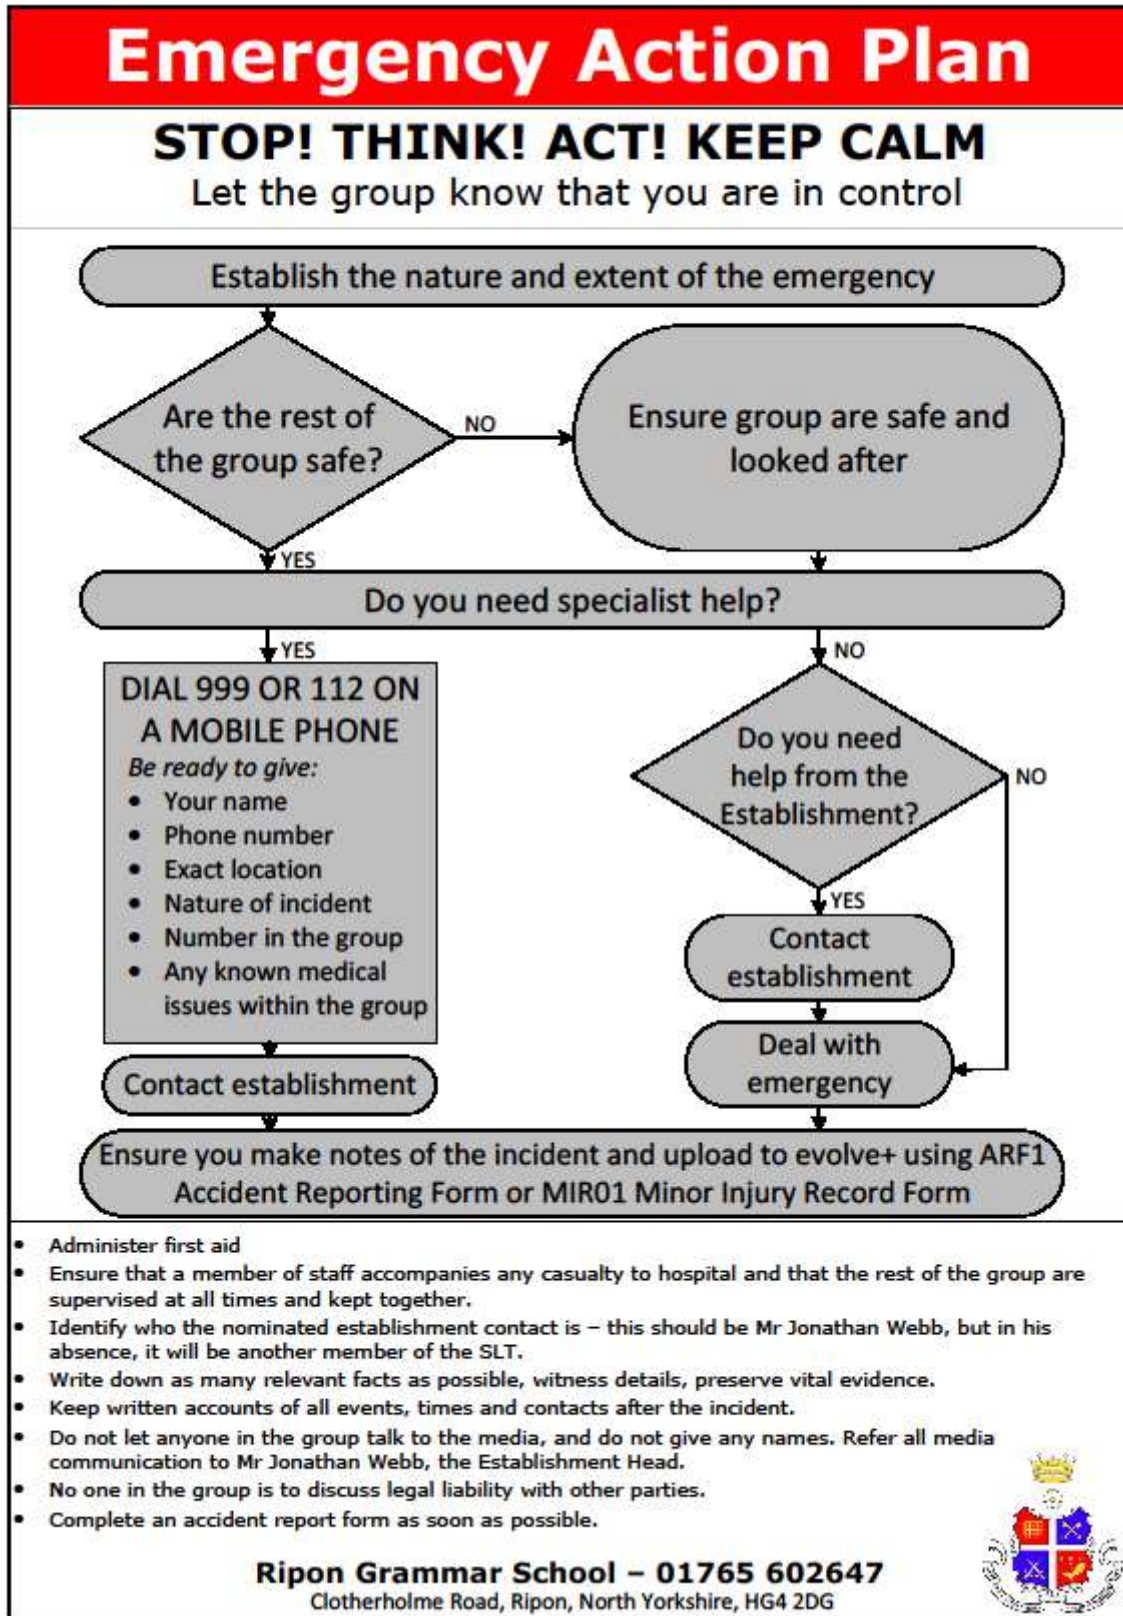 Emergency Action Plan
STOP! THINK! ACT! KEEP CALM
Let the group know that you are in control
Establish the nature and extent of the emergency
Are the rest of
the group safe?
NO
Ensure group are safe and
looked after
YES
Do you need specialist help?
YES
DIAL 999 OR 112 ON
A MOBILE PHONE
Be ready to give:
• Your name
• Phone number
• Exact location
• Nature of incident
• Number in the group
• Any known medical
issues within the group
Contact establishment
NO
Do you need
help from the
Establishment?
NO
YES
Contact
establishment
Deal with
emergency
Ensure you make notes of the incident and upload to evolve+ using ARF1
Accident Reporting Form or MIR01 Minor Injury Record Form
• Administer first aid
• Ensure that a member of staff accompanies any casualty to hospital and that the rest of the group are
supervised at all times and kept together.
• Identify who the nominated establishment contact is – this should be Mr Jonathan Webb, but in his
absence, it will be another member of the SLT.
• Write down as many relevant facts as possible, witness details, preserve vital evidence.
• Keep written accounts of all events, times and contacts after the incident.
• Do not let anyone in the group talk to the media, and do not give any names. Refer all media
communication to Mr Jonathan Webb, the Establishment Head.
• No one in the group is to discuss legal liability with other parties.
• Complete an accident report form as soon as possible.
Ripon Grammar School – 01765 602647
Clotherholme Road, Ripon, North Yorkshire, HG4 2DG